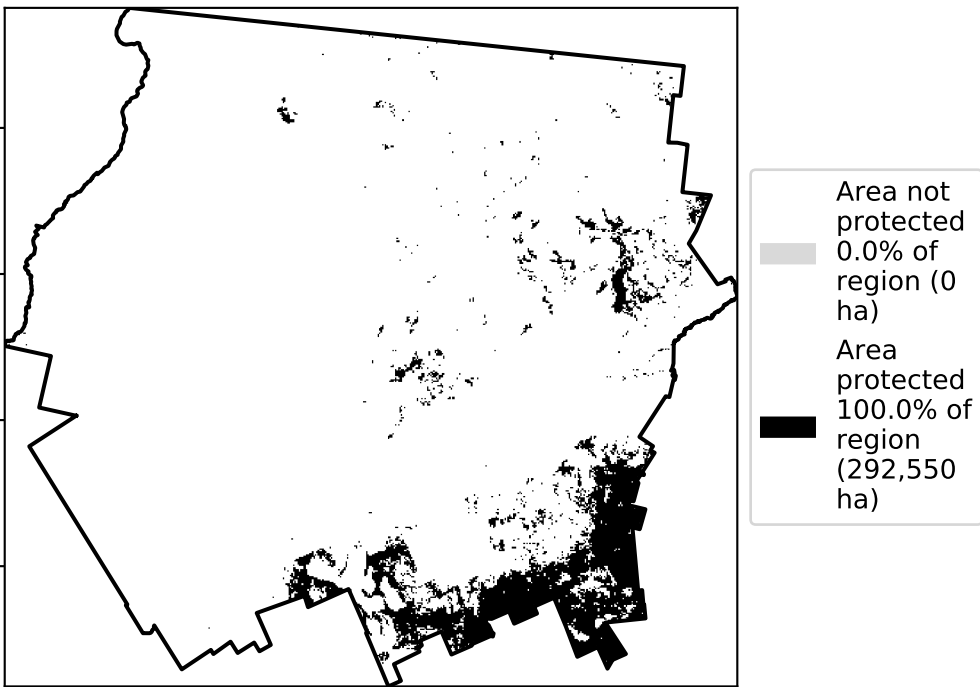 Area not
protected
0.0% of
region (0
ha)
Area
protected
100.0% of
region
(292,550
ha)